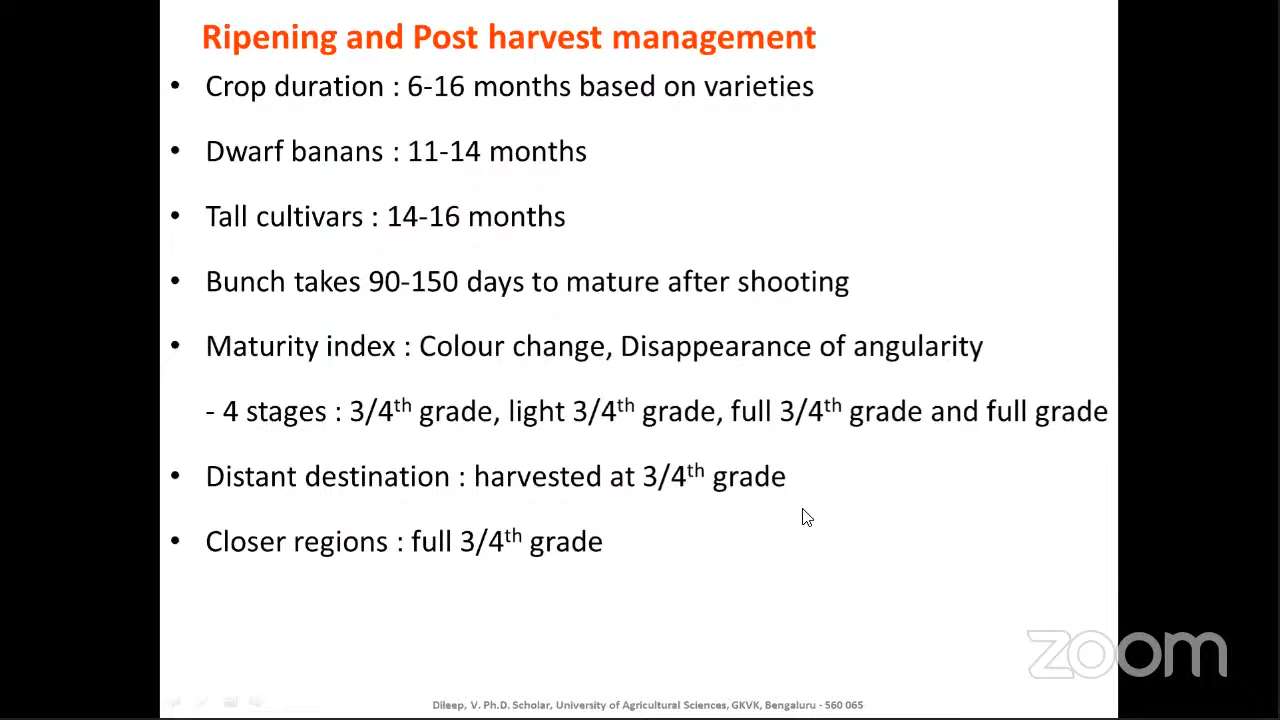 Ripening and Post harvest management
• Crop duration : 6-16 months based on varieties
• Dwarf banans : 11-14 months
• Tall cultivars : 14-16 months
• Bunch takes 90-150 days to mature after shooting
• Maturity index : Colour change, Disappearance of angularity
- 4 stages : 3/4th grade, light 3/4th grade, full 3/4th grade and full grade
• Distant destination : harvested at 3/4th grade
• Closer regions : full 3/4th grade
zoom
Dileep, V. Ph.D. Scholar, University of Agricultural Sciences, GKVK, Bengaluru - 560 065